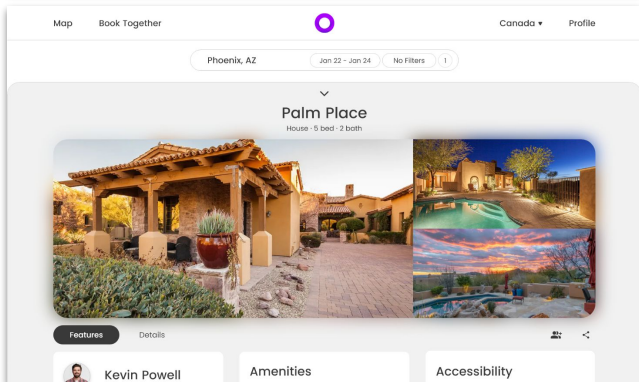 Map Book Together Canada ▾ Profile
Phoenix, AZ Jan 22 - Jan 24 No Filters 1
Palm Place
House · 5 bed · 2 bath
Features Details
Kevin Powell Amenities Accessibility